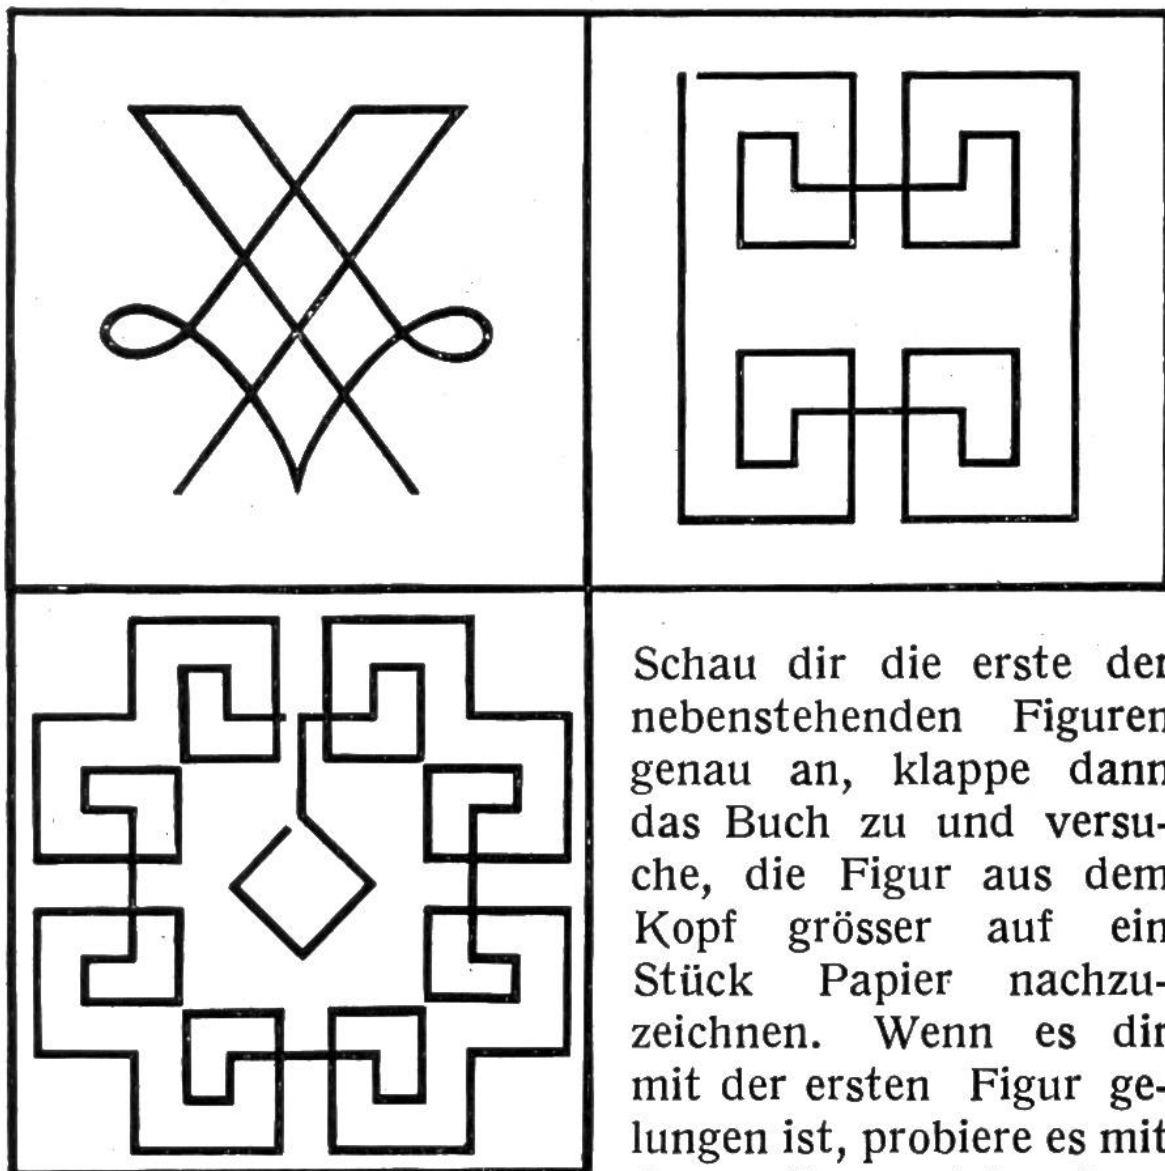 Schau dir die erste der
nebenstehenden Figuren
genau an, klappe dann
das Buch zu und versu-
che, die Figur aus dem
Kopf grösser auf ein
Stück Papier nachzu-
zeichnen. Wenn es dir
mit der ersten Figur ge-
lungen ist, probiere es mit